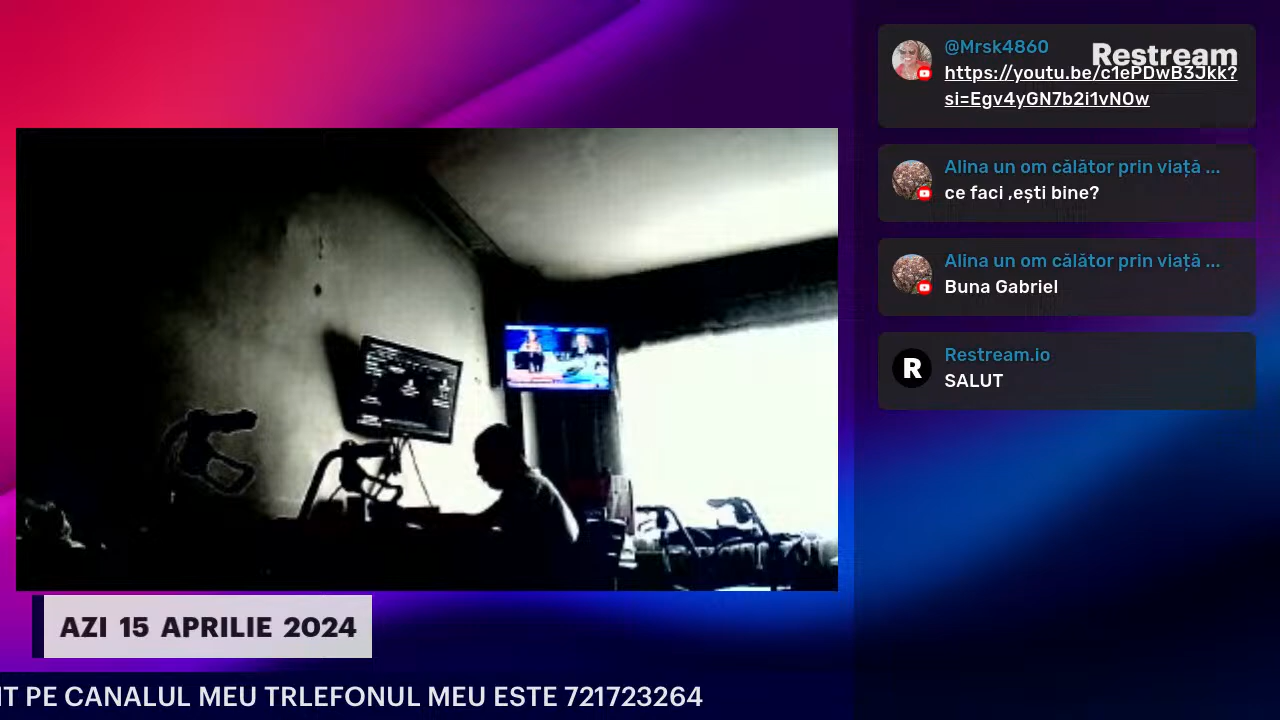 @Mrsk4860
Restream
https://youtu.be/c1ePDwB3Jkk?
si=Egv4yGN7b2i1vNOw
Alina un om călător prin viață ...
ce faci ,ești bine?
Alina un om călător prin viață ...
Buna Gabriel
R
Restream.io
SALUT
AZI 15 APRILIE 2024
PE CANALUL MEU TRLEFONUL MEU ESTE 721723264